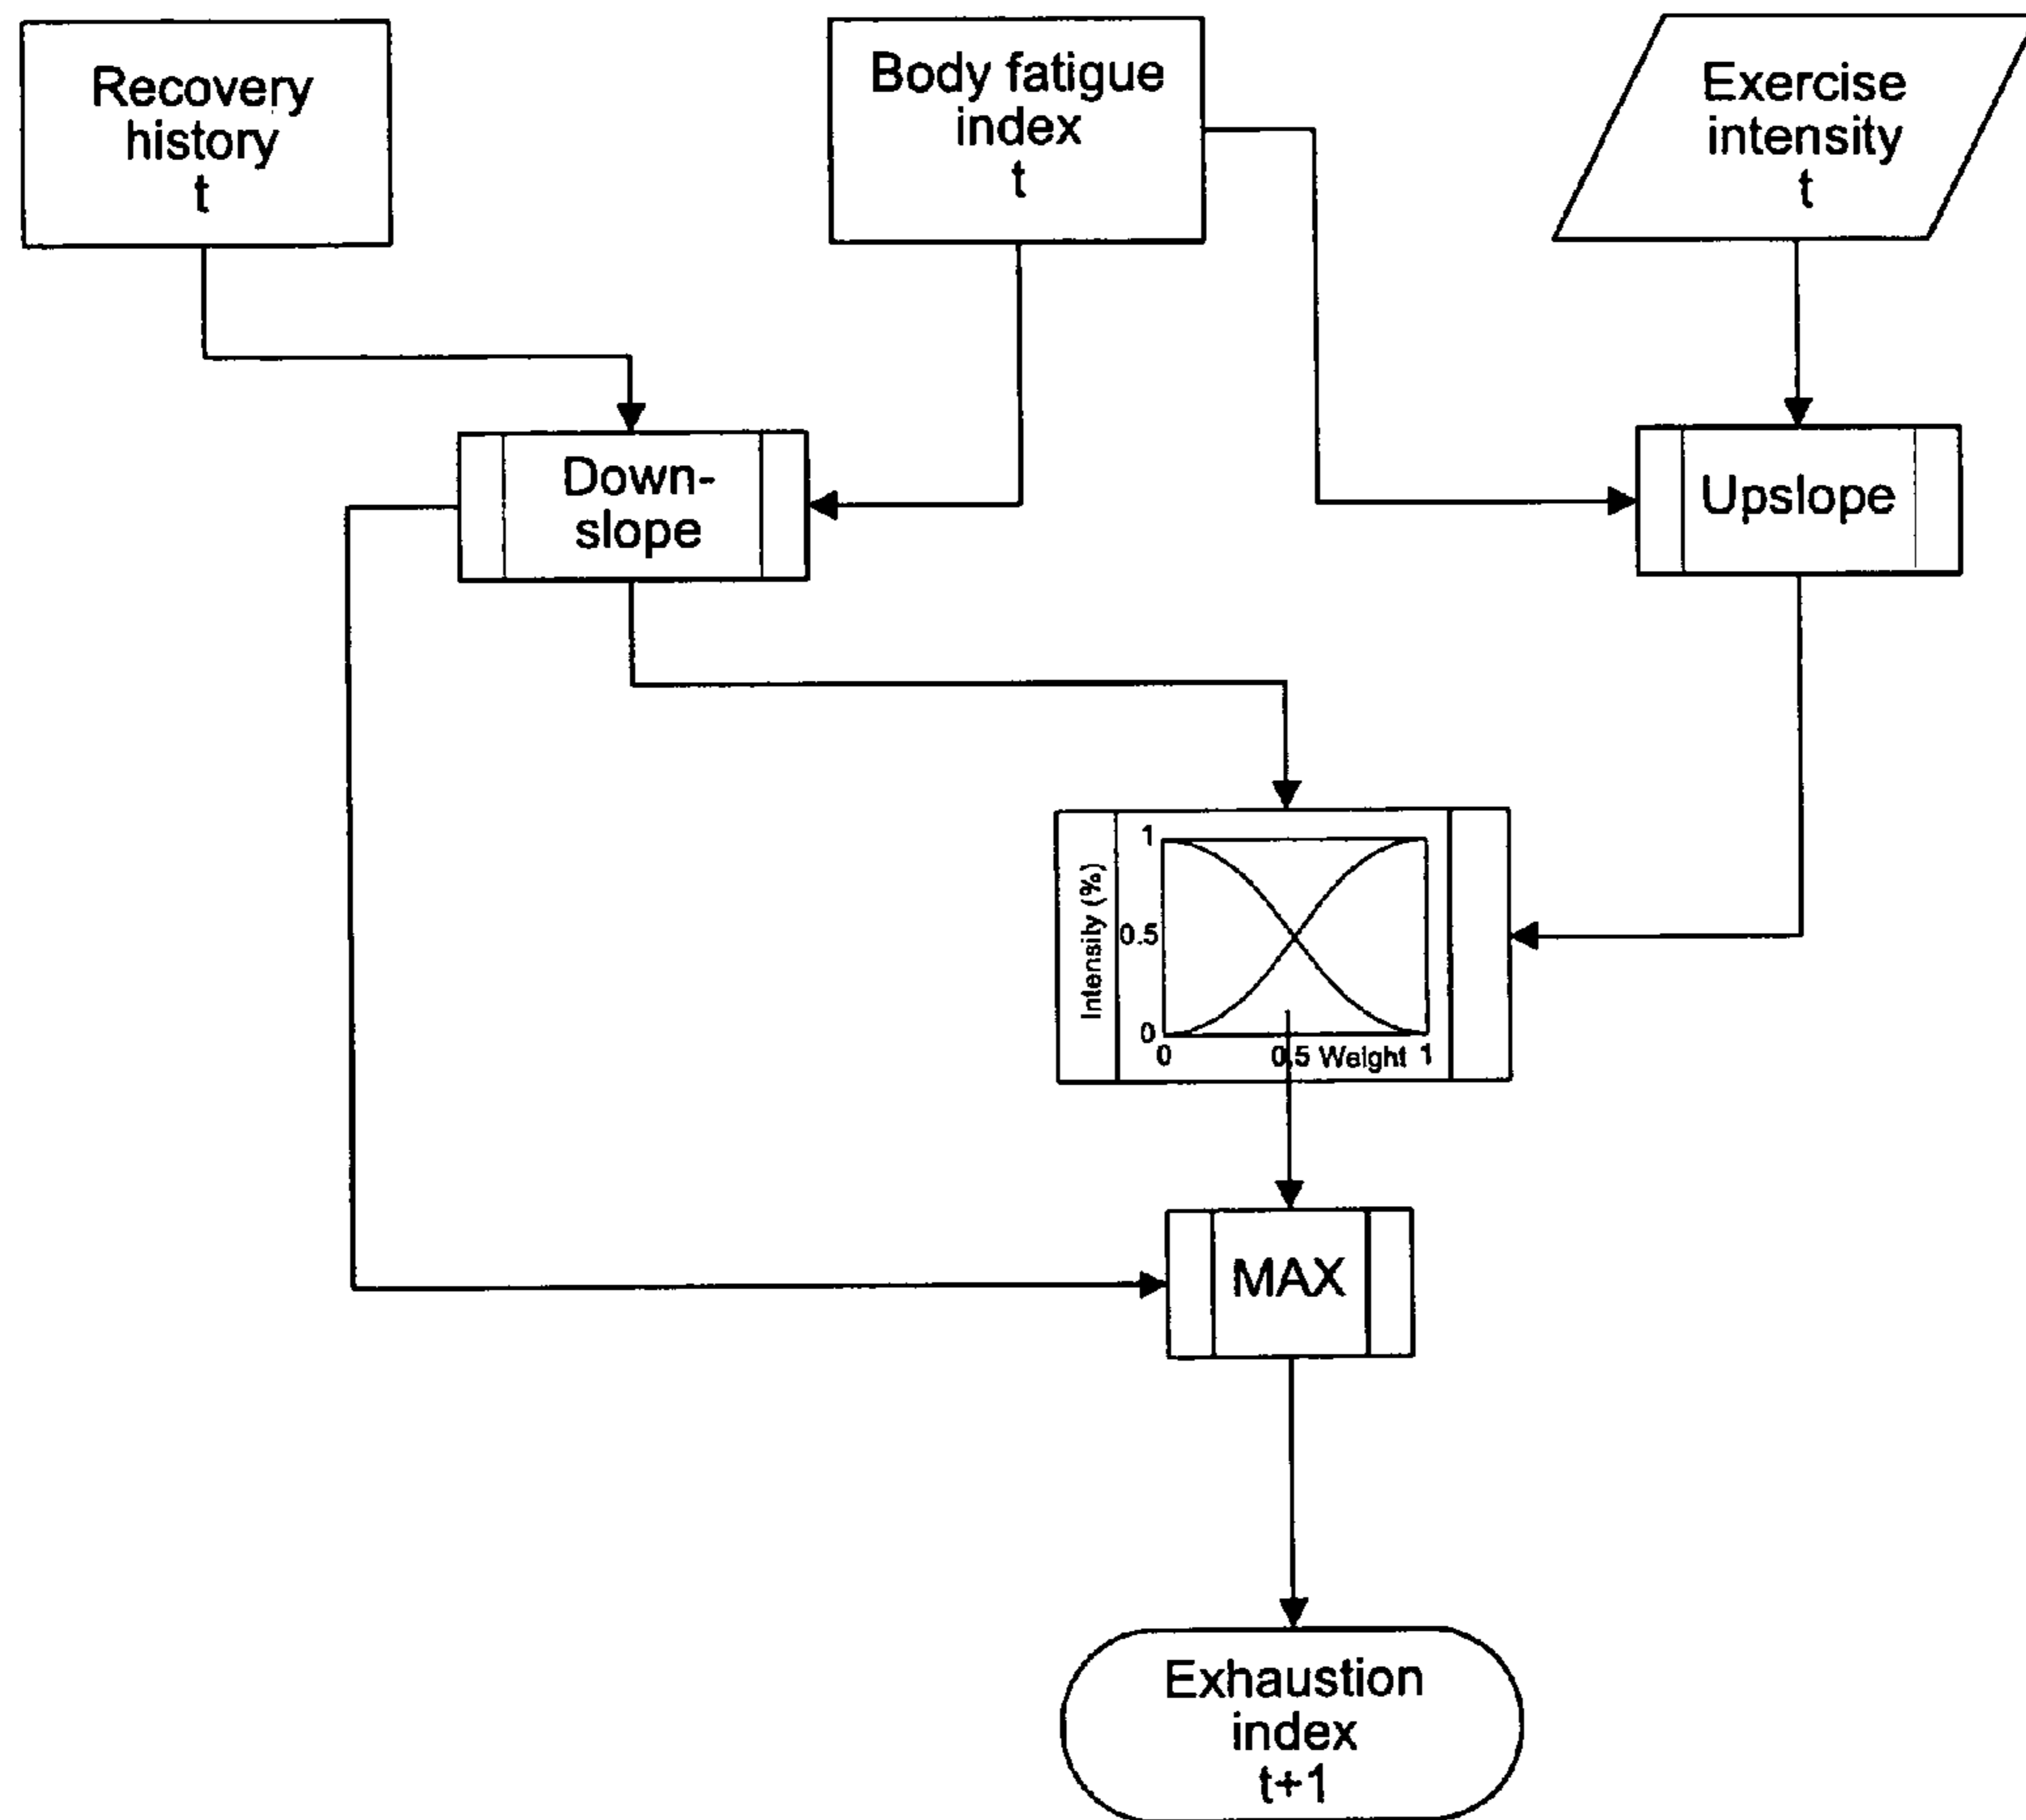 Recovery
history
t
Body fatigue
index
t
Exercise
intensity
t
Down-
slope
Upslope
Intensity (%)
1
0.5
0
0
0,5 Weight 1
MAX
Exhaustion
index
t+1